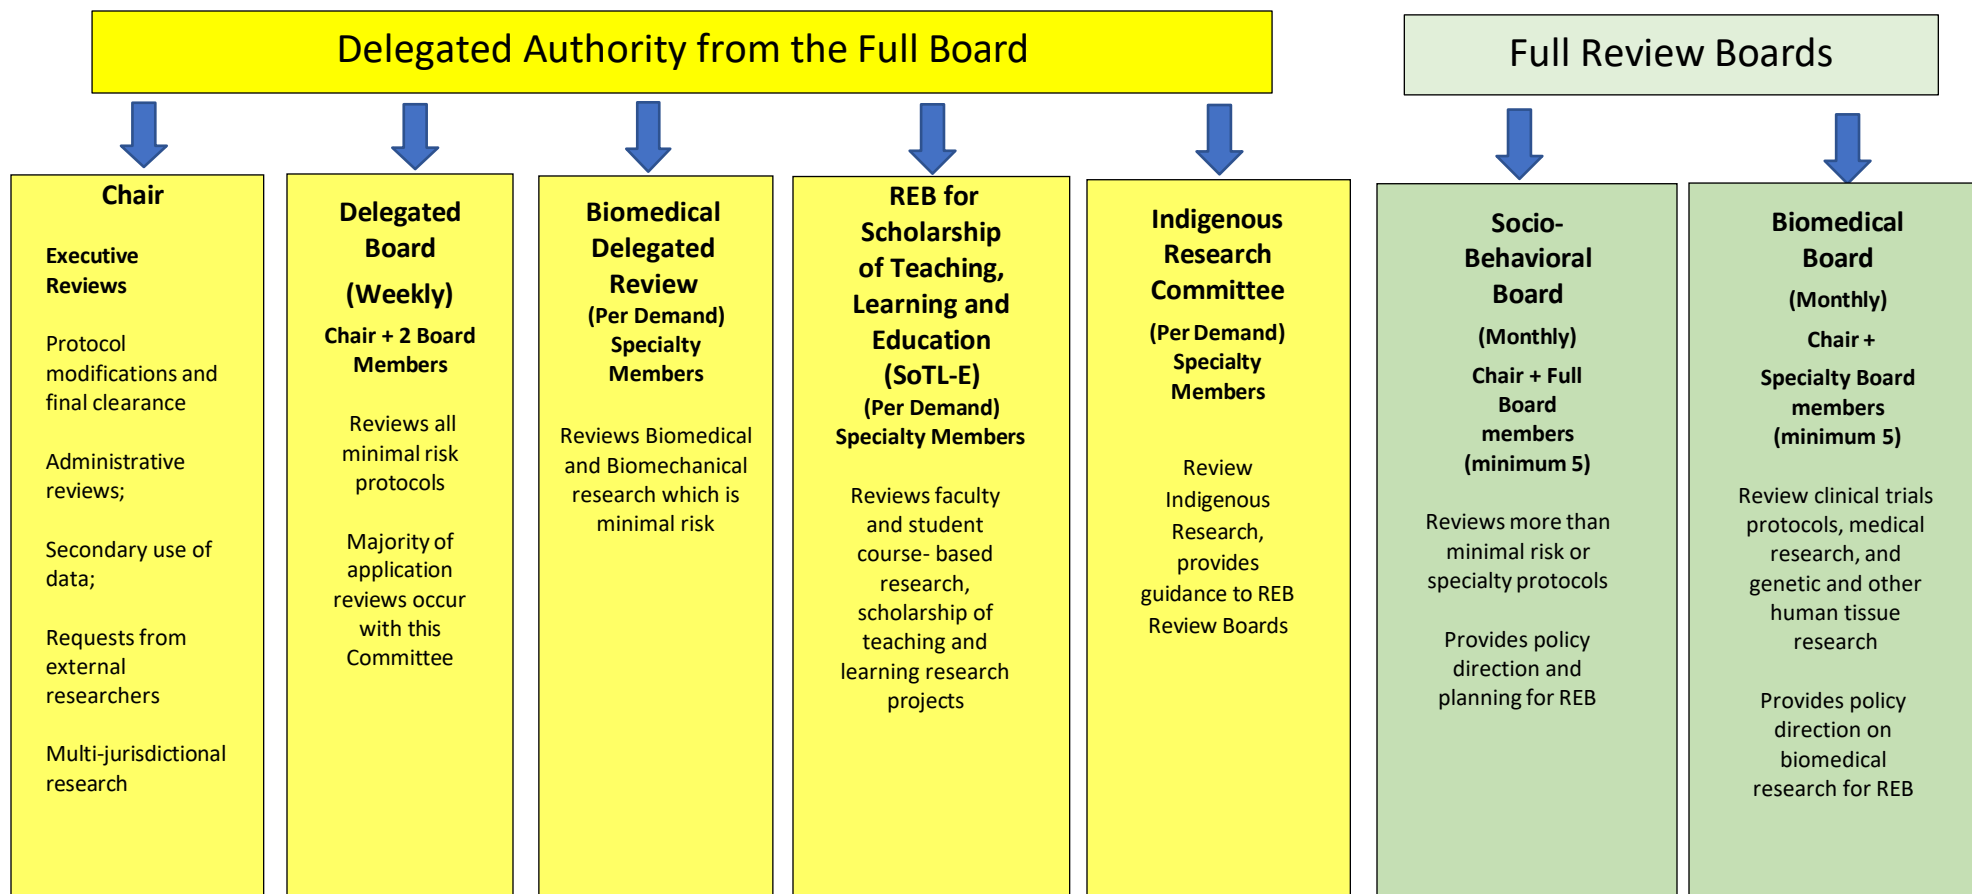 Delegated Authority from the Full Board
Full Review Boards
Chair
Executive
Reviews
Protocol
modifications and
final clearance
Administrative
reviews;
Secondary use of
data;
Requests from
external
researchers
Multi-jurisdictional
research
Delegated
Board
(Weekly)
Chair + 2 Board
Members
Reviews all
minimal risk
protocols
Majority of
application
reviews occur
with this
Committee
Biomedical
Delegated
Review
(Per Demand)
Specialty
Members
Reviews Biomedical
and Biomechanical
research which is
minimal risk
REB for
Scholarship
of Teaching,
Learning and
Education
(SoTL-E)
(Per Demand)
Specialty Members
Reviews faculty
and student
course- based
research,
scholarship of
teaching and
learning research
projects
Indigenous
Research
Committee
(Per Demand)
Specialty
Members
Review
Indigenous
Research,
provides
guidance to REB
Review Boards
Socio-
Behavioral
Board
(Monthly)
Chair + Full
Board
members
(minimum 5)
Reviews more than
minimal risk or
specialty protocols
Provides policy
direction and
planning for REB
Biomedical
Board
(Monthly)
Chair +
Specialty Board
members
(minimum 5)
Review clinical trials
protocols, medical
research, and
genetic and other
human tissue
research
Provides policy
direction on
biomedical
research for REB